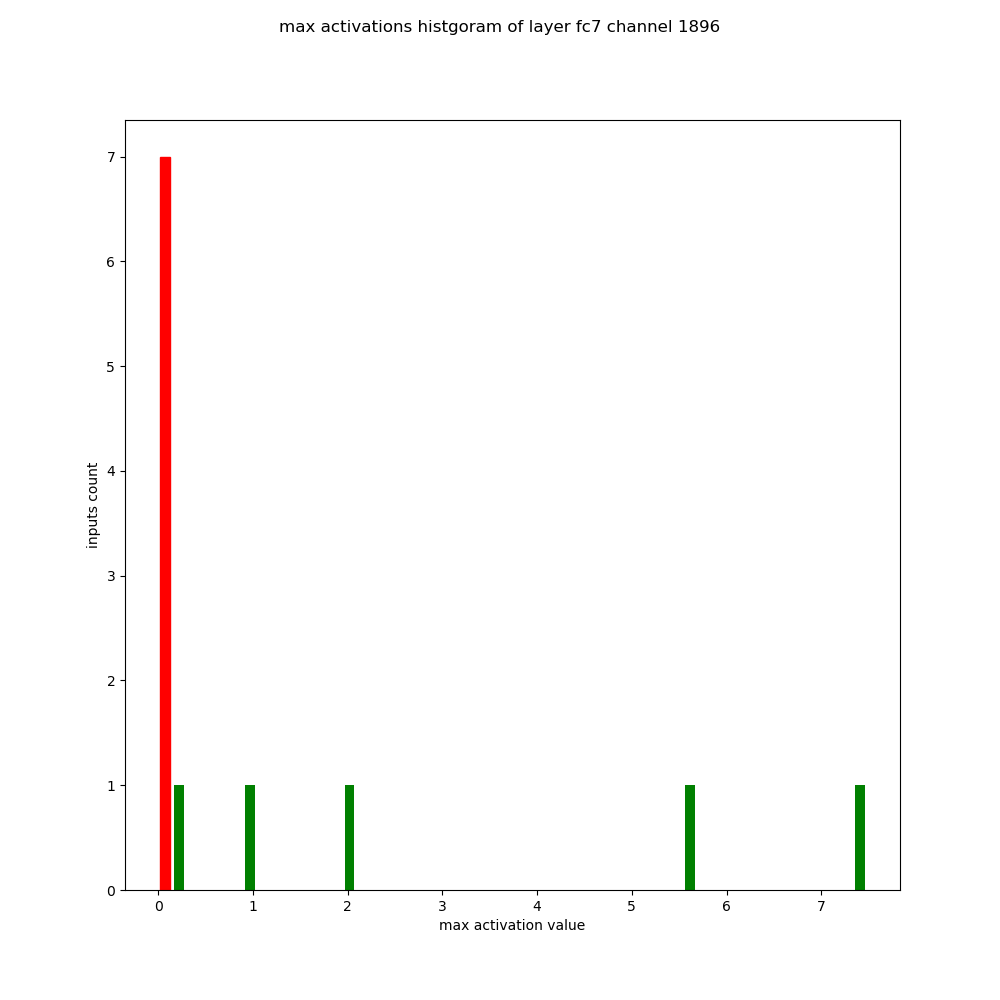 max activations histgoram of layer fc7 channel 1896
7
6
5
4
3
2
1
0
inputs count
0 1 2 3 4 5 6 7
max activation value